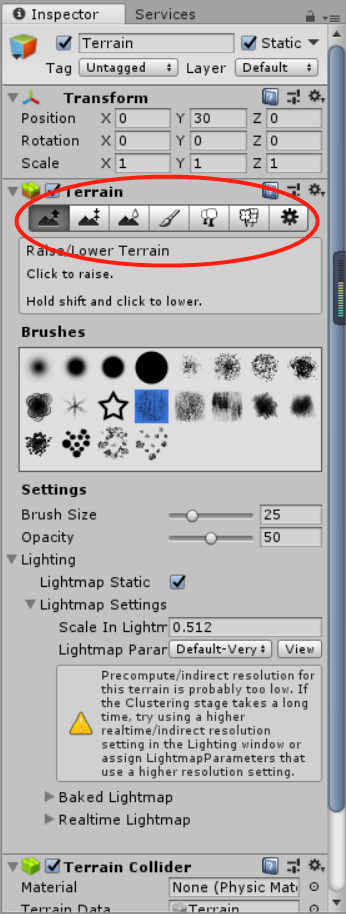 Inspector Services
Terrain Static
Tag Untagged Layer Default
Transform
Position X 0 Y 30 Z 0
Rotation X 0 Y 0 Z 0
Scale X 1 Y 1 Z 1
Terrain
Raise/Lower Terrain
Click to raise.
Hold shift and click to lower.
Brushes
Settings
Brush Size 25
Opacity 50
Lighting
Lightmap Static
Lightmap Settings
Scale In Lightm 0.512
Lightmap Parar Default-Very View
Precompute/indirect resolution for
this terrain is probably too low. If
the Clustering stage takes a long
time, try using a higher
realtime/indirect resolution
setting in the Lighting window or
assign LightmapParameters that
use a higher resolution setting.
Baked Lightmap
Realtime Lightmap
Terrain Collider
Material None (Physic Mate
Terrain Data Terrain